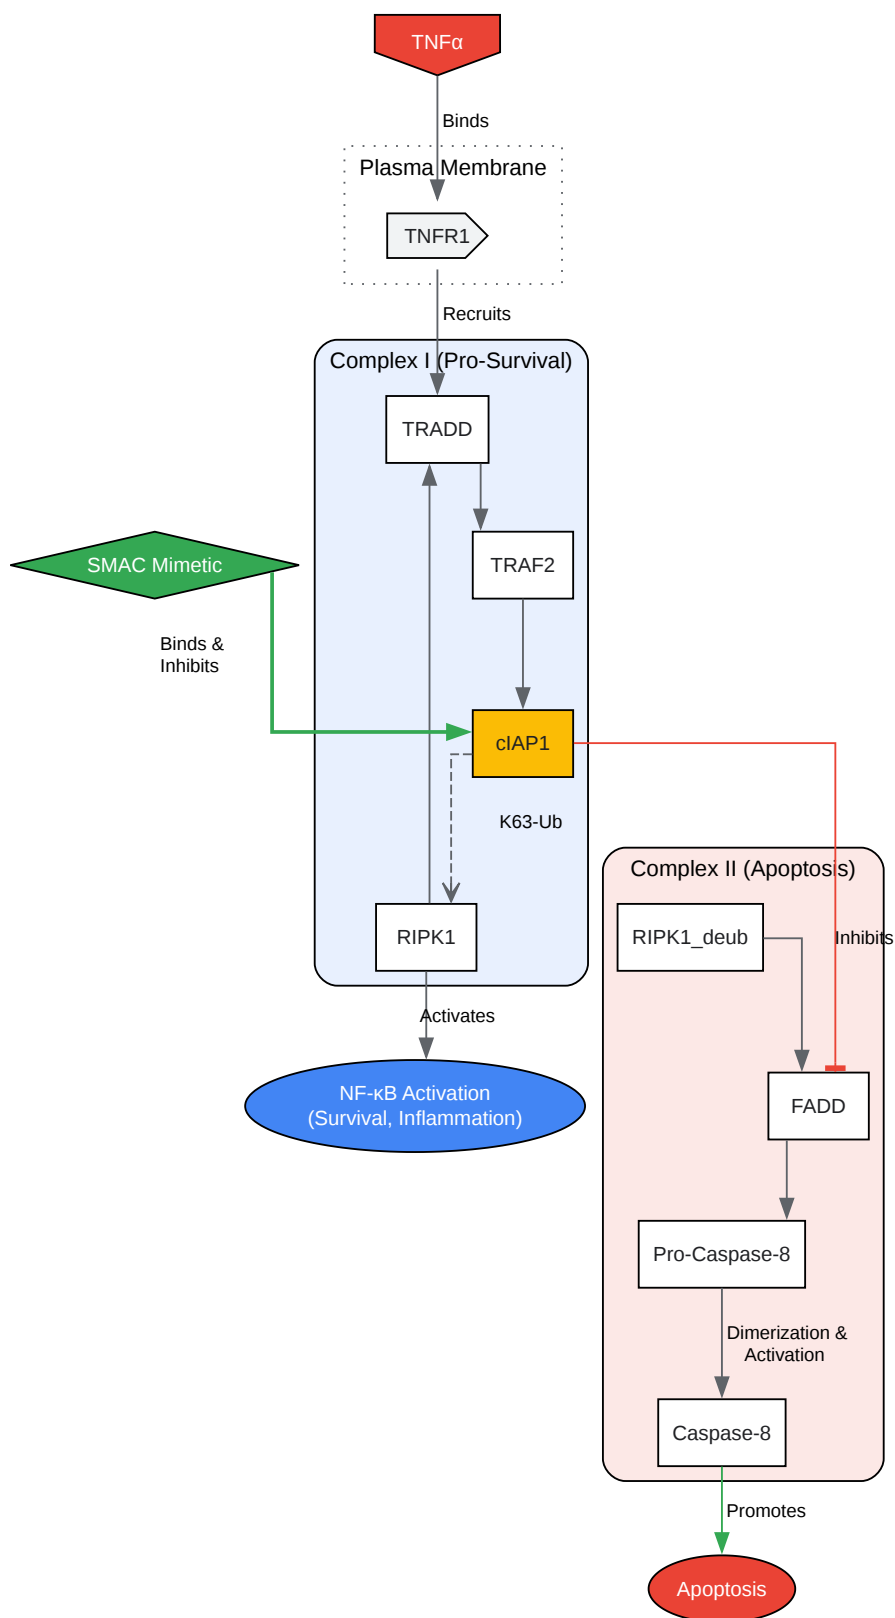 TNFα
Binds
Plasma Membrane
TNFR1
Recruits
Complex I (Pro-Survival)
TRADD
SMAC Mimetic
TRAF2
Binds &
Inhibits
cIAP1
K63-Ub
Complex II (Apoptosis)
RIPK1
RIPK1_deub
Inhibits
Activates
NF-κB Activation
(Survival, Inflammation)
FADD
Pro-Caspase-8
Dimerization &
Activation
Caspase-8
Promotes
Apoptosis